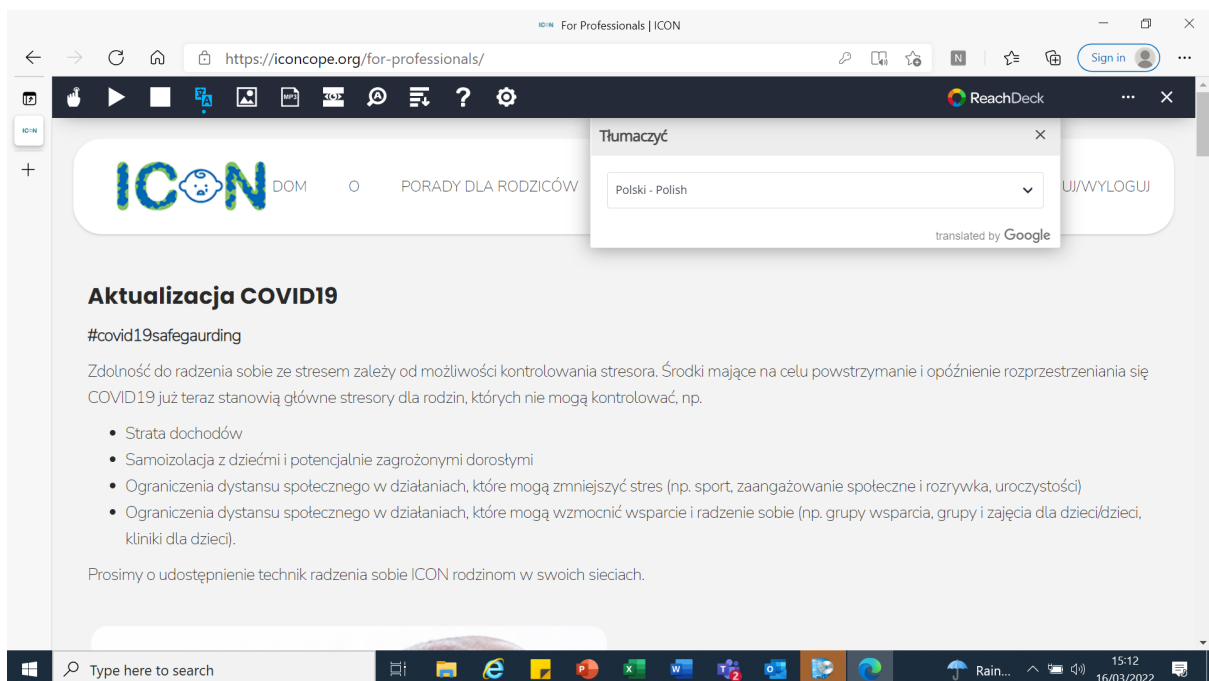 ICON For Professionals | ICON
https://iconcope.org/for-professionals/
N
Sign in
MP3
?
ReachDeck
ICON
Tłumaczyć
ICON
DOM O PORADY DLA RODZICÓW
UJ/WYLOGUJ
Polski - Polish
translated by Google
Aktualizacja COVID19
#covid19safegaurding
Zdolność do radzenia sobie ze stresem zależy od możliwości kontrolowania stresora. Środki mające na celu powstrzymanie i opóźnienie rozprzestrzeniania się
COVID19 już teraz stanowią główne stresory dla rodzin, których nie mogą kontrolować, np.
• Strata dochodów
• Samoizolacja z dziećmi i potencjalnie zagrożonymi dorosłymi
• Ograniczenia dystansu społecznego w działaniach, które mogą zmniejszyć stres (np. sport, zaangażowanie społeczne i rozrywka, uroczystości)
• Ograniczenia dystansu społecznego w działaniach, które mogą wzmocnić wsparcie i radzenie sobie (np. grupy wsparcia, grupy i zajęcia dla dzieci/dzieci,
kliniki dla dzieci).
Prosimy o udostępnienie technik radzenia sobie ICON rodzinom w swoich sieciach.
Type here to search
2
Rain...
15:12
16/03/2022